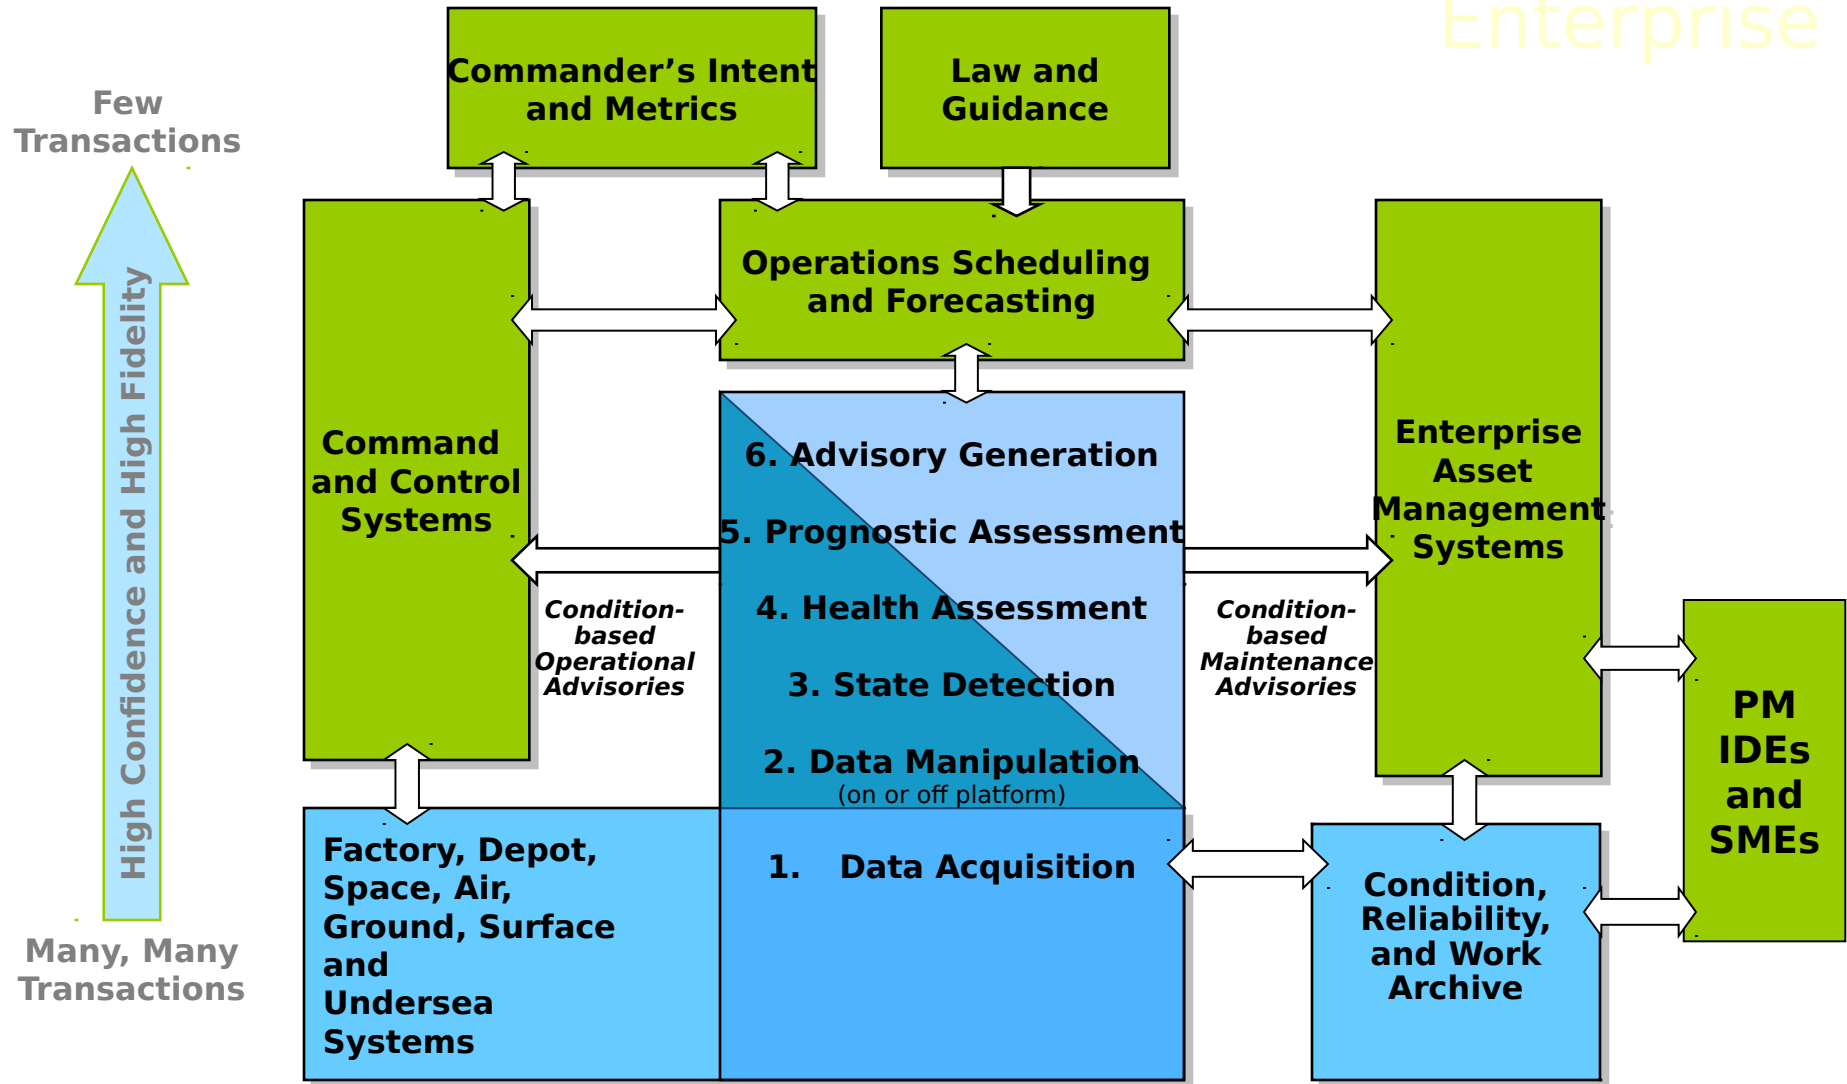 Enterprise
Commander’s Intent
and Metrics
Law and
Guidance
Few
Transactions
High Confidence and High Fidelity
Many, Many
Transactions
Operations Scheduling
and Forecasting
Command
and Control
Systems
Enterprise
Asset
Management
Systems
6. Advisory Generation
5. Prognostic Assessment
4. Health Assessment
3. State Detection
2. Data Manipulation
(on or off platform)
1. Data Acquisition
Condition-
based
Operational
Advisories
Condition-
based
Maintenance
Advisories
PM
IDEs
and
SMEs
Factory, Depot,
Space, Air,
Ground, Surface
and
Undersea
Systems
Condition,
Reliability,
and Work
Archive